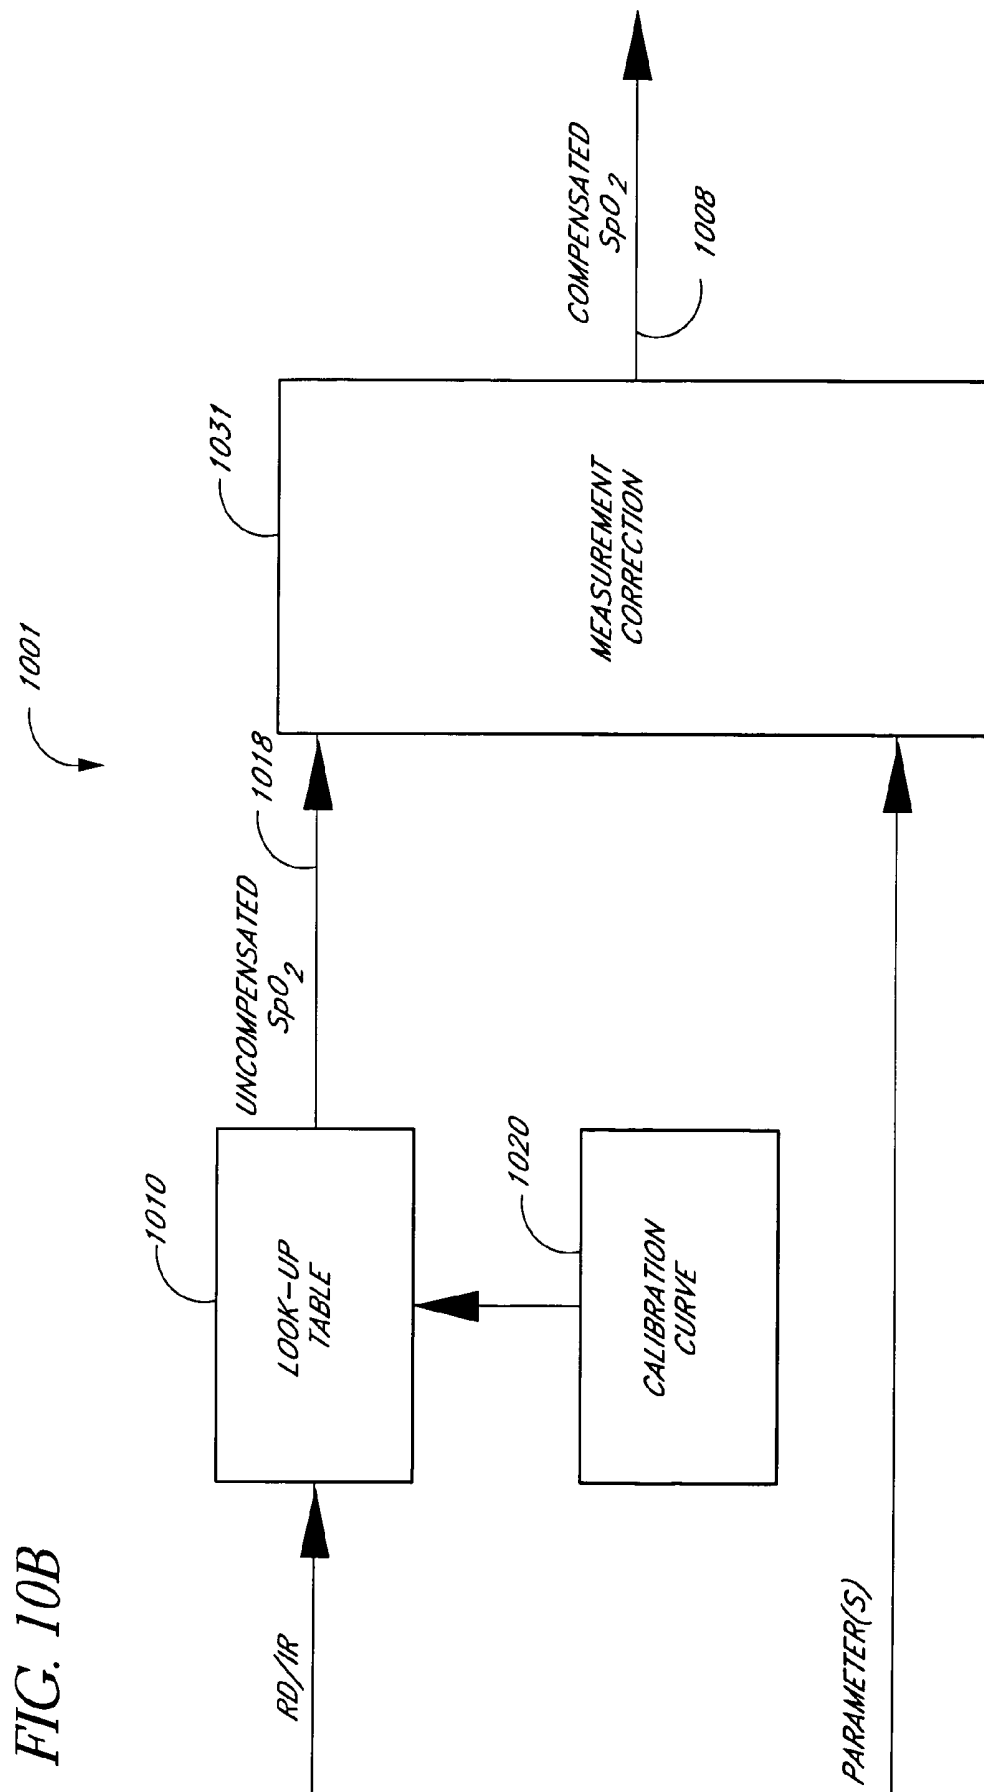 FIG. 10B
1001
RD/IR
1010
LOOK-UP
TABLE
UNCOMPENSATED
SpO2
1018
1031
MEASUREMENT
CORRECTION
COMPENSATED
SpO2
1008
1020
CALIBRATION
CURVE
PARAMETER(S)